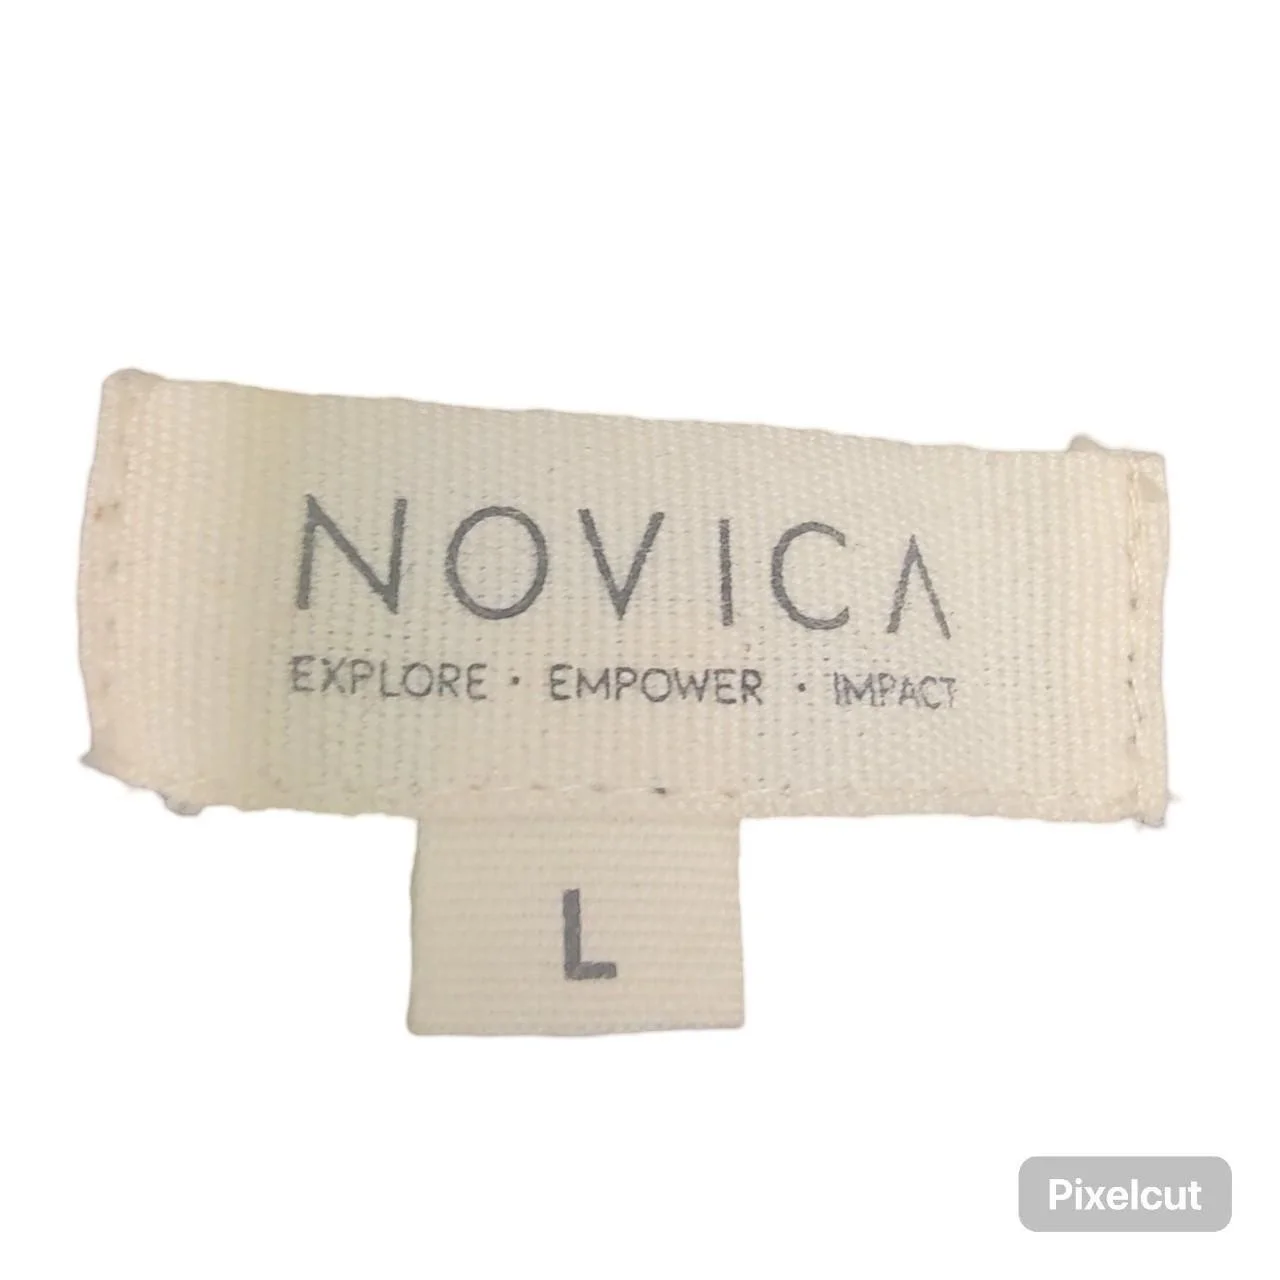 NOVICA
EXPLORE · EMPOWER · IMPACT
L
Pixelcut